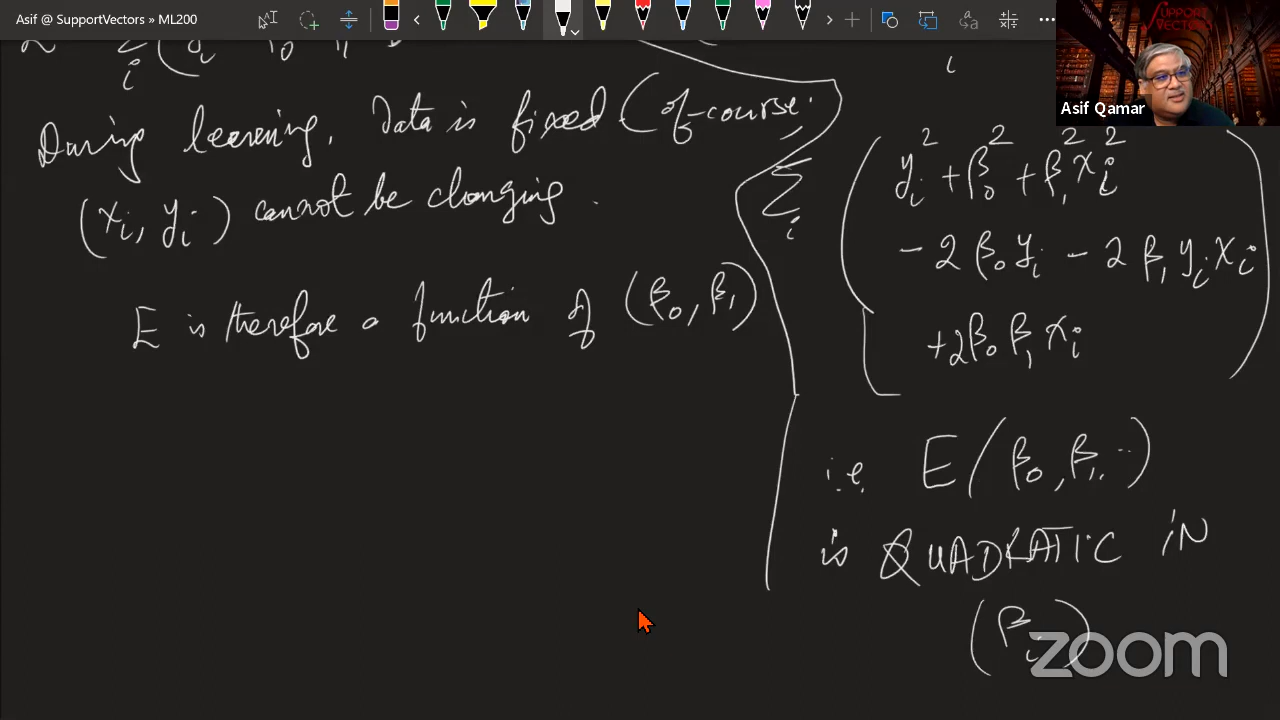 Asif @ SupportVectors » ML200
SUPPORT
VECTORS
Asif Qamar
During learning, Data is fixed (of-course.
(xᵢ, yᵢ) cannot be changing.
E is therefore a function of (β₀, β₁)
Σᵢ ( yᵢ² + β₀² + β₁² xᵢ²
- 2 β₀ yᵢ - 2 β₁ yᵢ xᵢ
+ 2 β₀ β₁ xᵢ )
i.e. E (β₀, β₁, ..)
is QUADRATIC IN
(βᵢ)
zoom